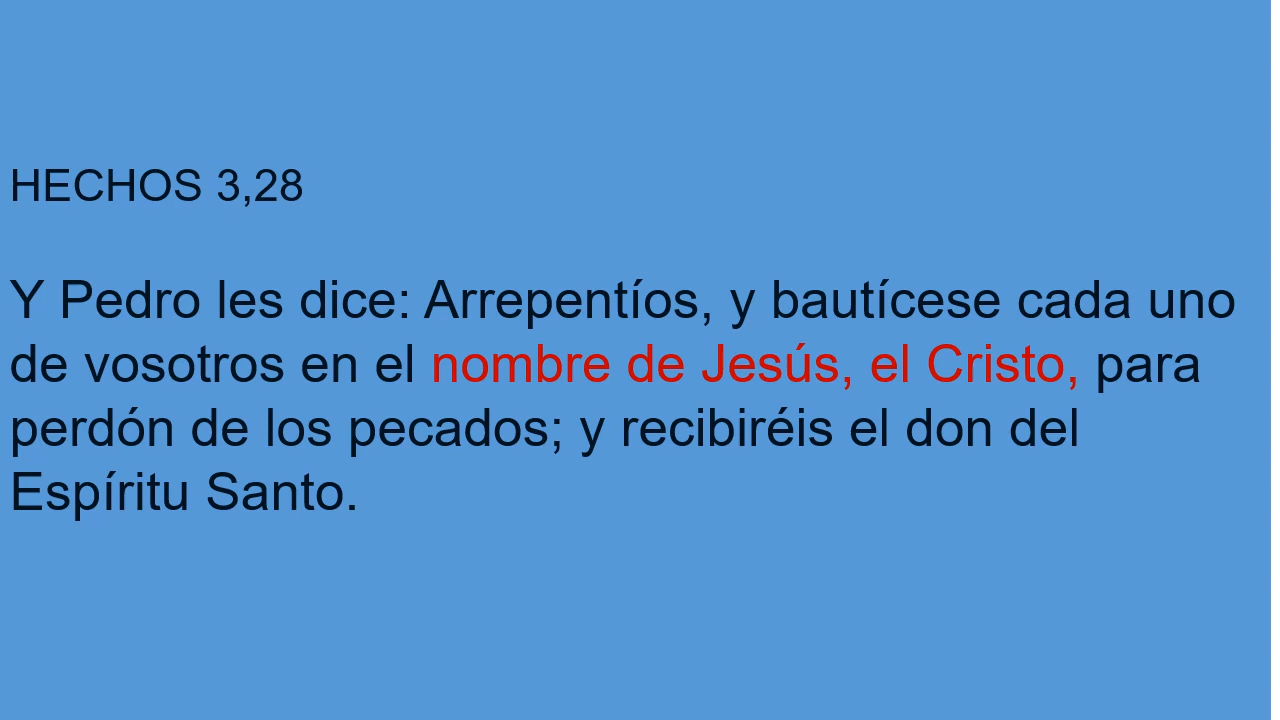 HECHOS 3,28
Y Pedro les dice: Arrepentíos, y bautícese cada uno
de vosotros en el nombre de Jesús, el Cristo, para
perdón de los pecados; y recibiréis el don del
Espíritu Santo.